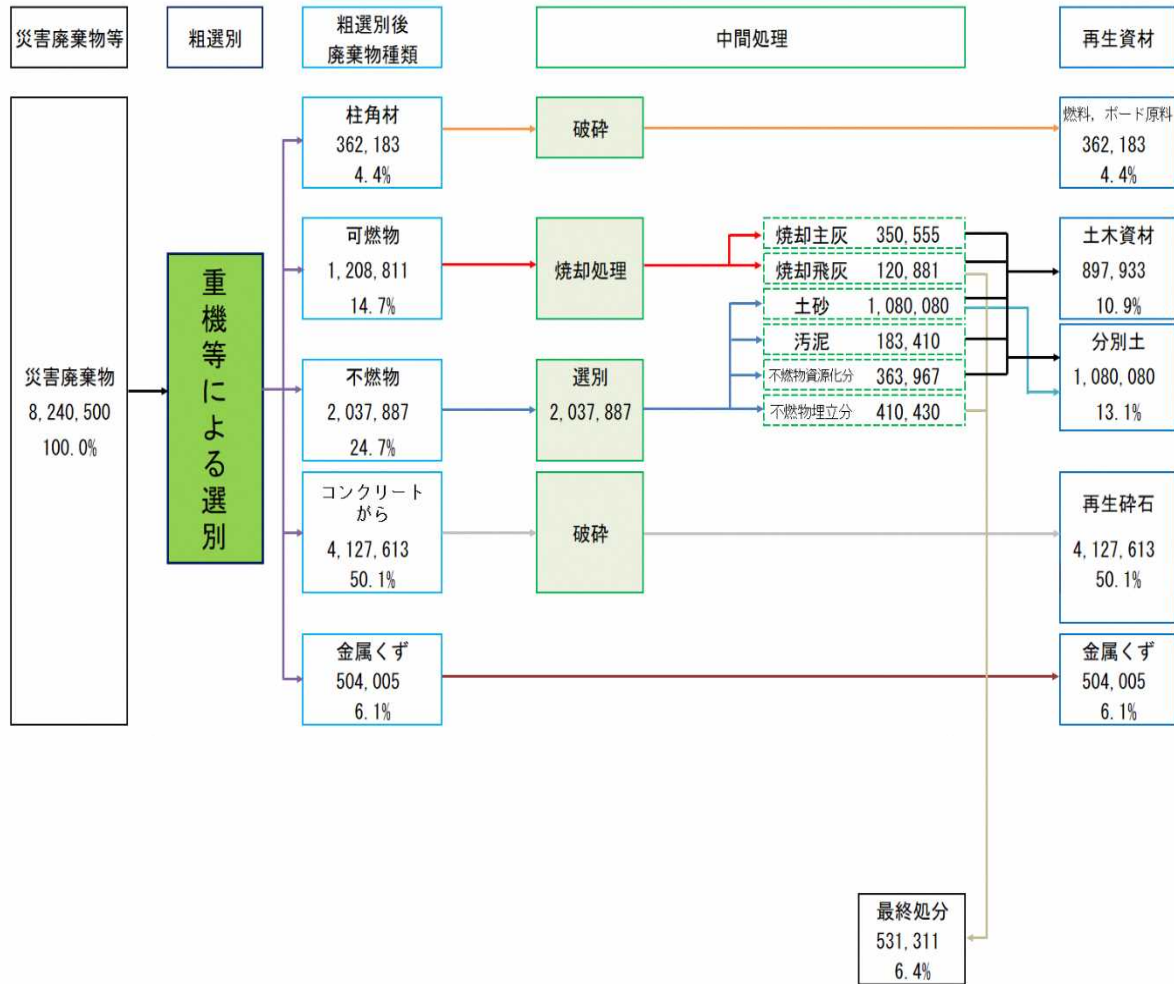 災害廃棄物等
粗選別
粗選別後
廃棄物種類
中間処理
再生資材
災害廃棄物
8,240,500
100.0%
重機等による選別
柱角材
362,183
4.4%
破砕
燃料，ボード原料
362,183
4.4%
可燃物
1,208,811
14.7%
焼却処理
焼却主灰 350,555
焼却飛灰 120,881
土砂 1,080,080
汚泥 183,410
不燃物資源化分 363,967
不燃物埋立分 410,430
土木資材
897,933
10.9%
分別土
1,080,080
13.1%
不燃物
2,037,887
24.7%
選別
2,037,887
コンクリート
がら
4,127,613
50.1%
破砕
再生砕石
4,127,613
50.1%
金属くず
504,005
6.1%
金属くず
504,005
6.1%
最終処分
531,311
6.4%